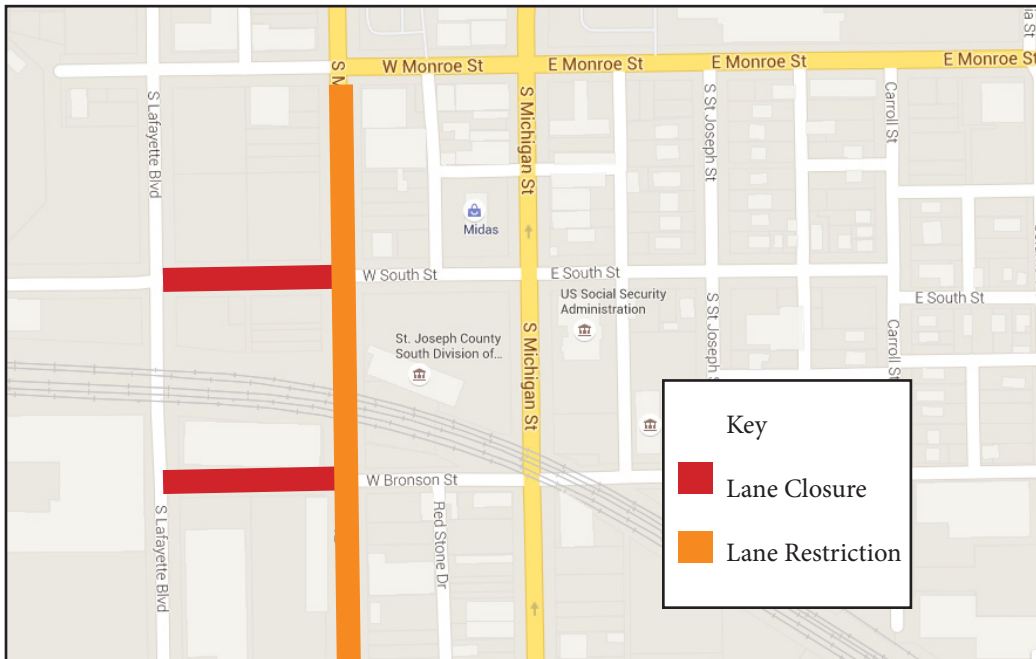 W Monroe St
E Monroe St
E Monroe St
E Monroe St
S M
S Lafayette Blvd
S Michigan St
S St Joseph St
Carroll St
Midas
W South St
E South St
E South St
US Social Security
Administration
St. Joseph County
South Division of...
S Michigan St
S St Joseph S
Carroll St
W Bronson St
Red Stone Dr
S Lafayette Blvd
Key
Lane Closure
Lane Restriction